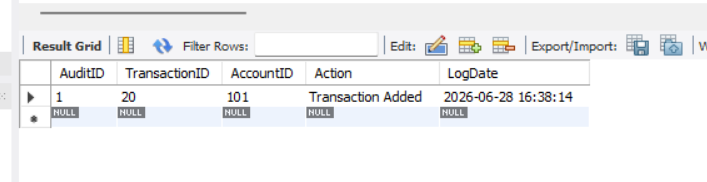 Result Grid Filter Rows: Edit: Export/Import: W
AuditID TransactionID AccountID Action LogDate
1 20 101 Transaction Added 2026-06-28 16:38:14
NULL NULL NULL NULL NULL